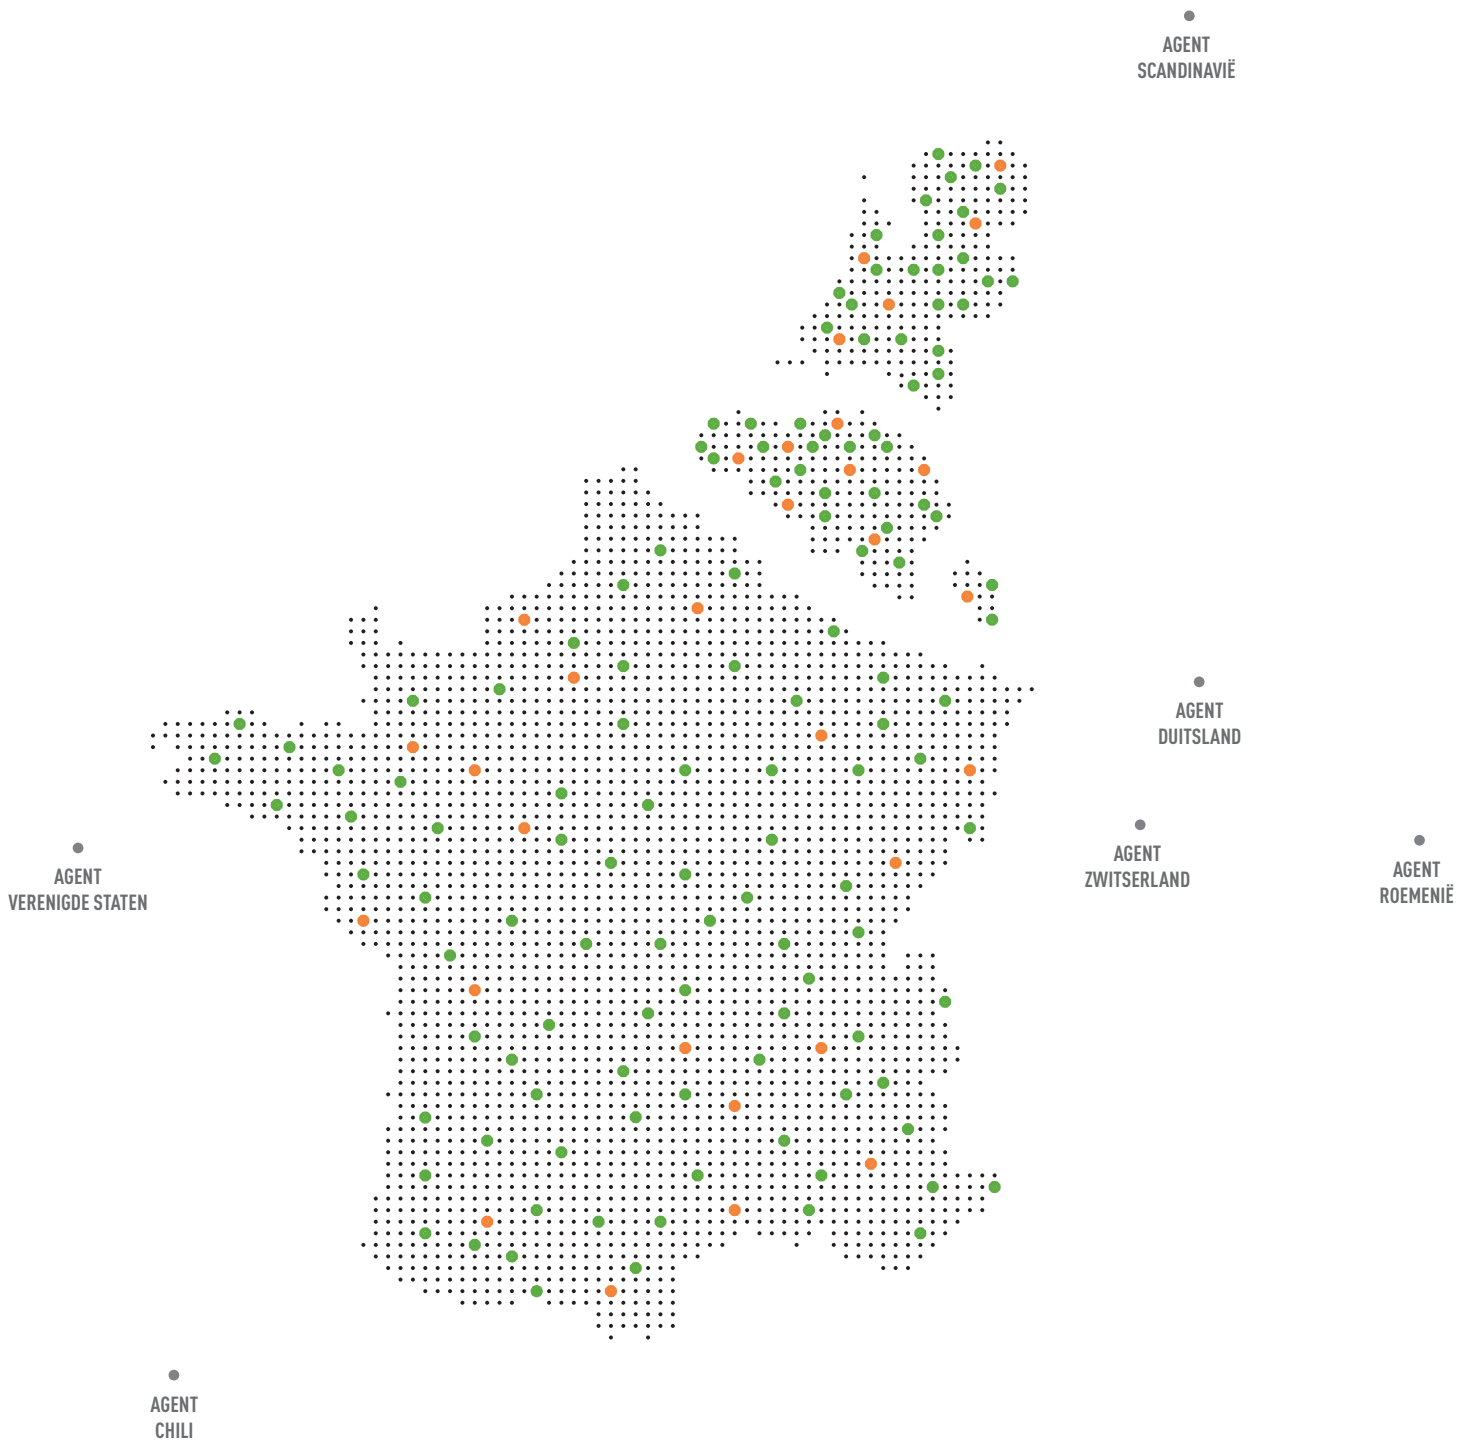 AGENT
SCANDINAVIË
AGENT
DUITSLAND
AGENT
ZWITSERLAND
AGENT
ROEMENIË
AGENT
VERENIGDE STATEN
AGENT
CHILI